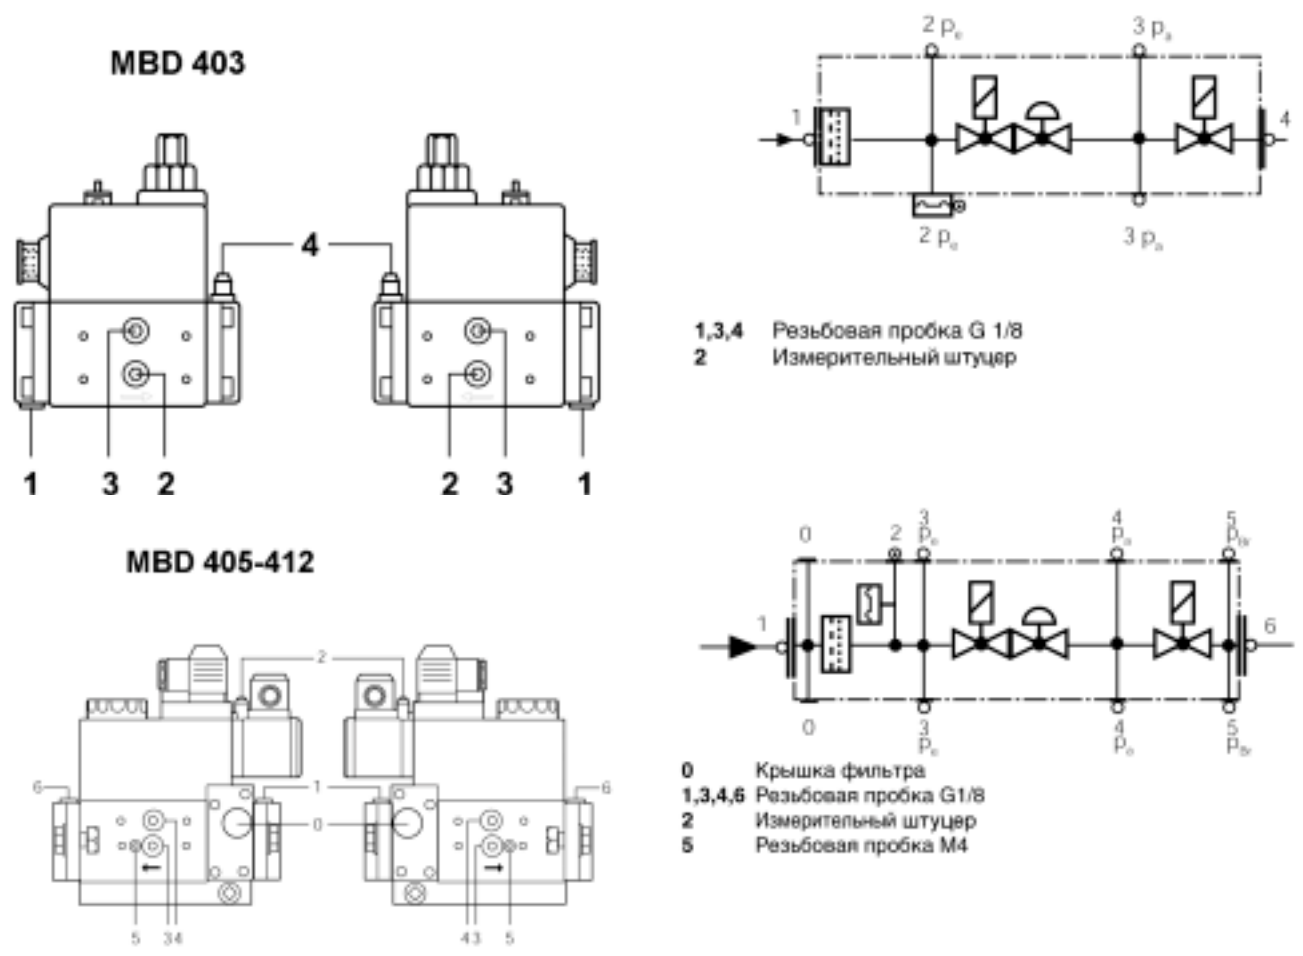 MBD 403
4
3
2
1
3
2
2
3
1
2 pe
3 pa
1
4
2 pe
3 pa
1,3,4 Резьбовая пробка G 1/8
2 Измерительный штуцер
MBD 405-412
2
6
1
6
0
5
34
43
5
0
2
3
pe
4
pa
5
pBr
1
6
0
3
pe
4
pa
5
pBr
0 Крышка фильтра
1,3,4,6 Резьбовая пробка G1/8
2 Измерительный штуцер
5 Резьбовая пробка M4